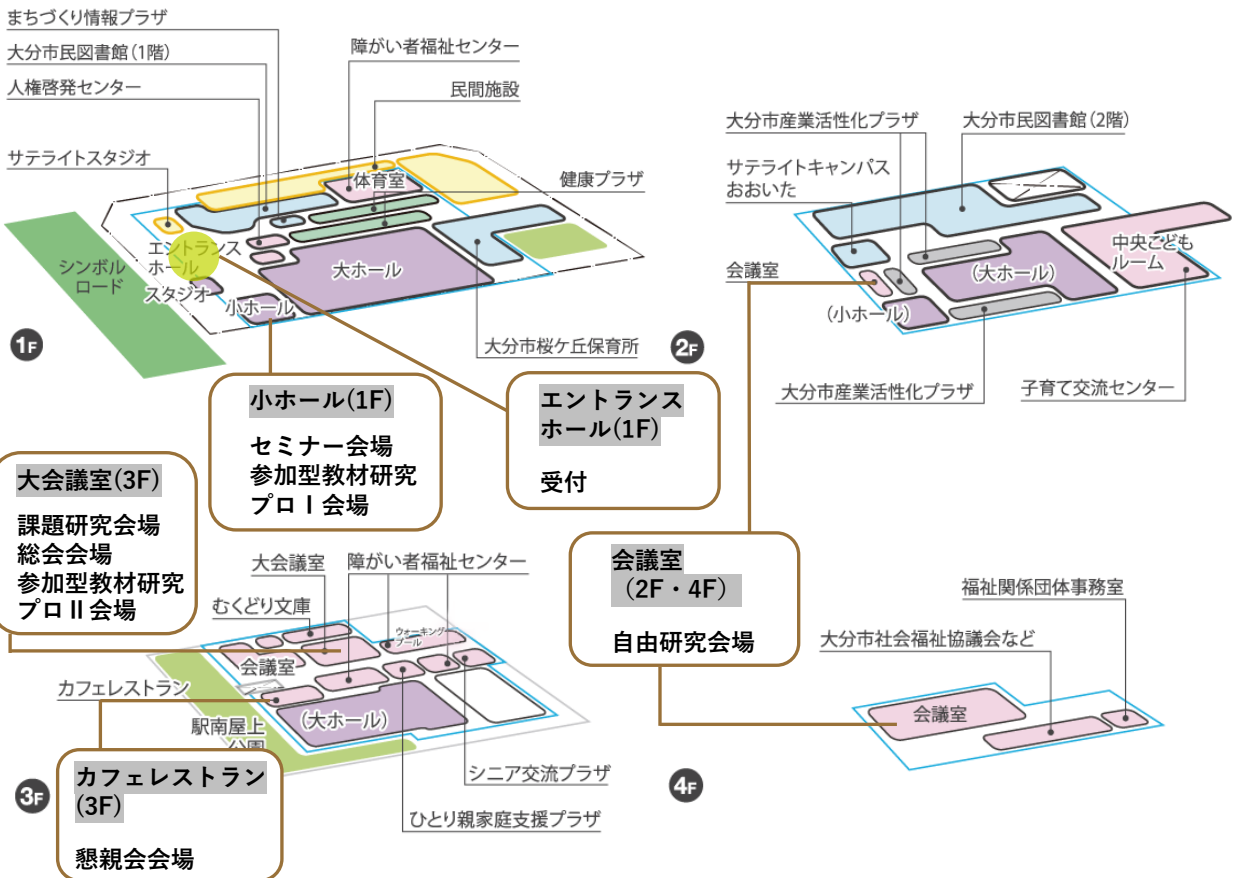 まちづくり情報プラザ
大分市民図書館(1階)
人権啓発センター
サテライトスタジオ
障がい者福祉センター
民間施設
体育室
健康プラザ
エントランス
ホール
シンボル
ロード
スタジオ
小ホール
大ホール
大分市桜ケ丘保育所
1F
大分市産業活性化プラザ
大分市民図書館(2階)
サテライトキャンパス
おおいた
会議室
中央こども
ルーム
(大ホール)
(小ホール)
大分市産業活性化プラザ
子育て交流センター
2F
小ホール(1F)
セミナー会場
参加型教材研究
プロⅠ会場
エントランス
ホール(1F)
受付
大会議室(3F)
課題研究会場
総会会場
参加型教材研究
プロⅡ会場
会議室
(2F・4F)
自由研究会場
大会議室
障がい者福祉センター
むくどり文庫
ウォーキング
プール
会議室
カフェレストラン
(大ホール)
駅南屋上
公園
シニア交流プラザ
ひとり親家庭支援プラザ
3F
カフェレストラン
(3F)
懇親会会場
福祉関係団体事務室
大分市社会福祉協議会など
会議室
4F